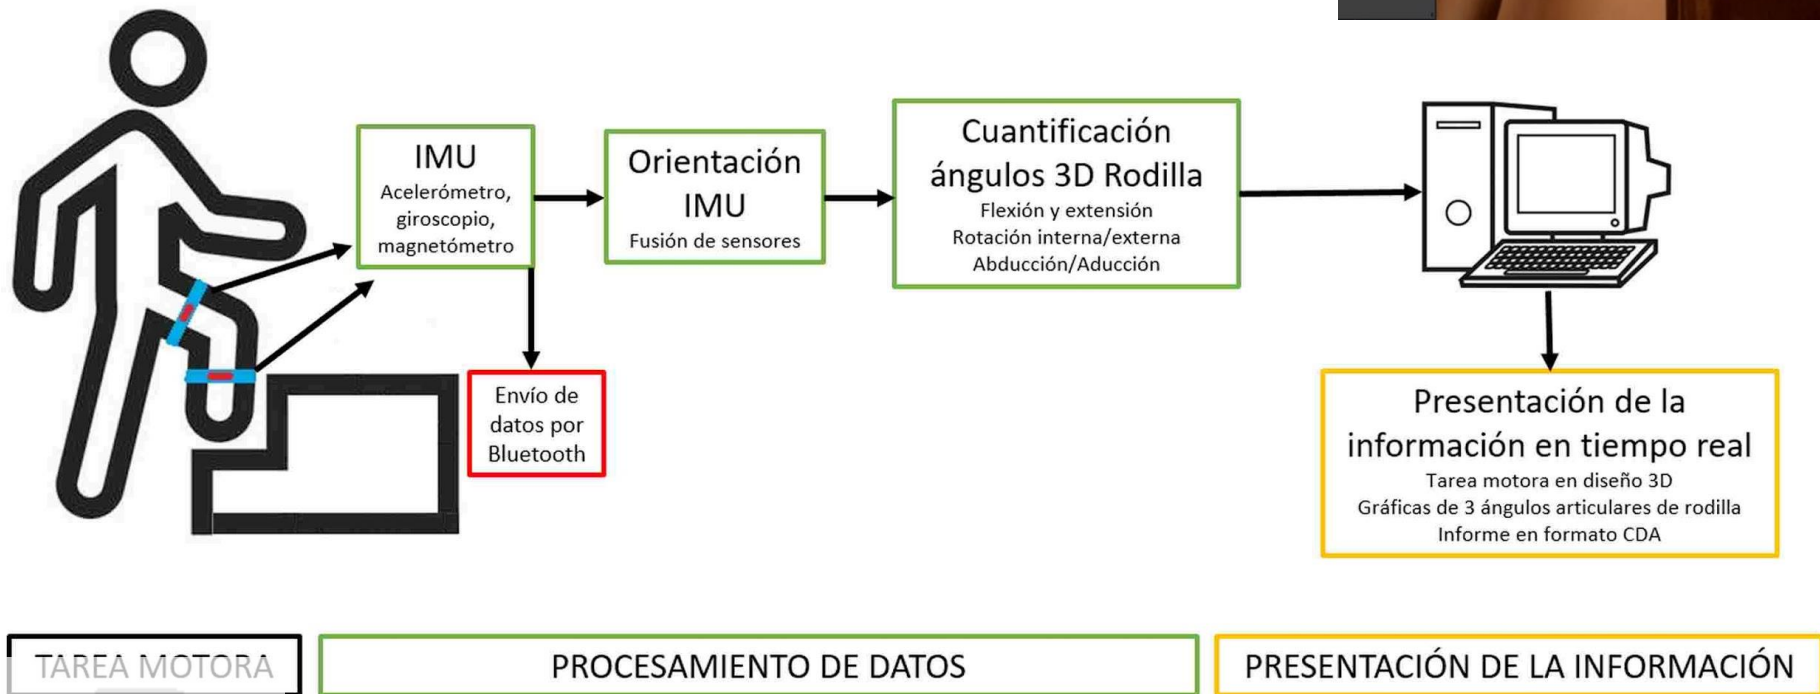 IMU
Acelerómetro,
giroscopio,
magnetómetro
Orientación
IMU
Fusión de sensores
Cuantificación
ángulos 3D Rodilla
Flexión y extensión
Rotación interna/externa
Abducción/Aducción
Envío de
datos por
Bluetooth
Presentación de la
información en tiempo real
Tarea motora en diseño 3D
Gráficas de 3 ángulos articulares de rodilla
Informe en formato CDA
TAREA MOTORA
PROCESAMIENTO DE DATOS
PRESENTACIÓN DE LA INFORMACIÓN